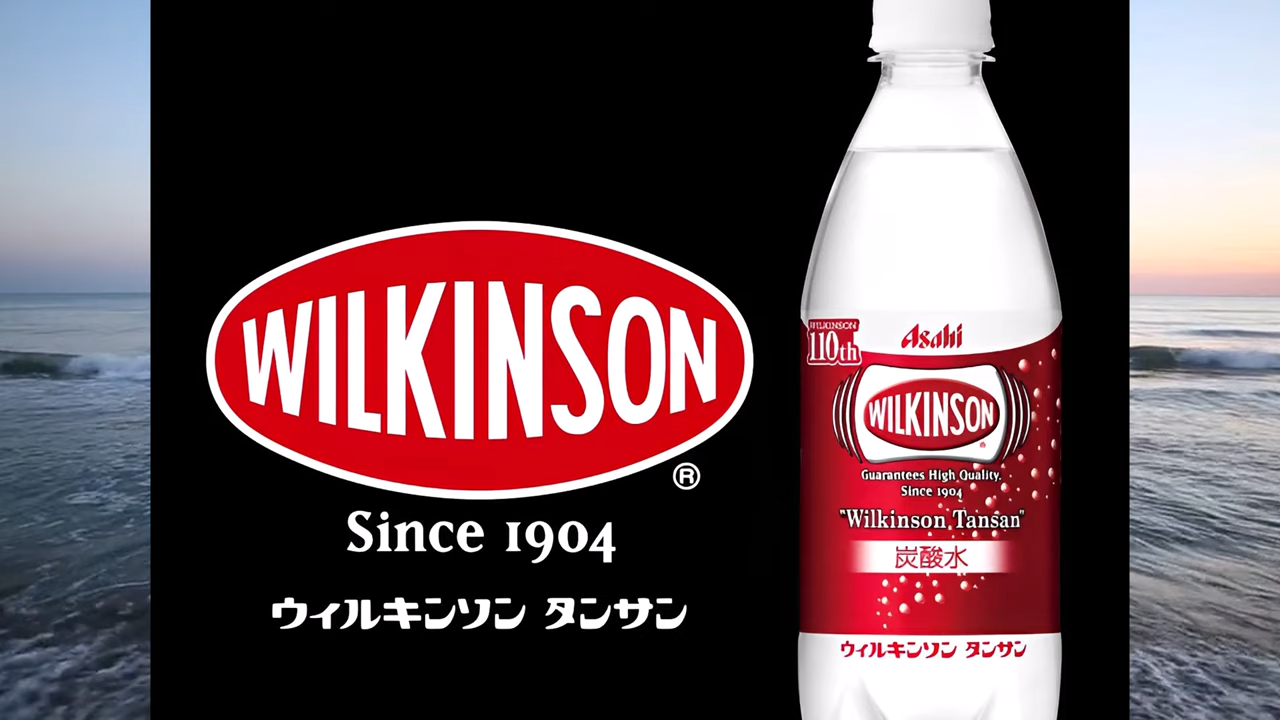 WILKINSON
®
Since 1904
ウィルキンソン タンサン
WILKINSON
110th
Asahi
WILKINSON
Guarantees High Quality.
Since 1904
"Wilkinson Tansan"
炭酸水
ウィルキンソン タンサン